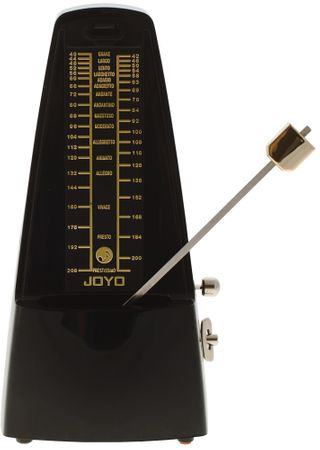 40 GRAVE 42
44 LARGO 46
48 LENTO 50
52 LARGHETTO 54
56 ADAGIO 58
60 ADAGIETTO 63
66 ANDANTE 69
72 ANDANTINO 76
80 MAESTOSO 84
88 MODERATO 92
96 100
104 ALLEGRETTO 108
112 ANIMATO 116
120 126
132 ALLEGRO 138
144 152
160 VIVACE 168
176 PRESTO 184
192 200
208 PRESTISSIMO
JOYO